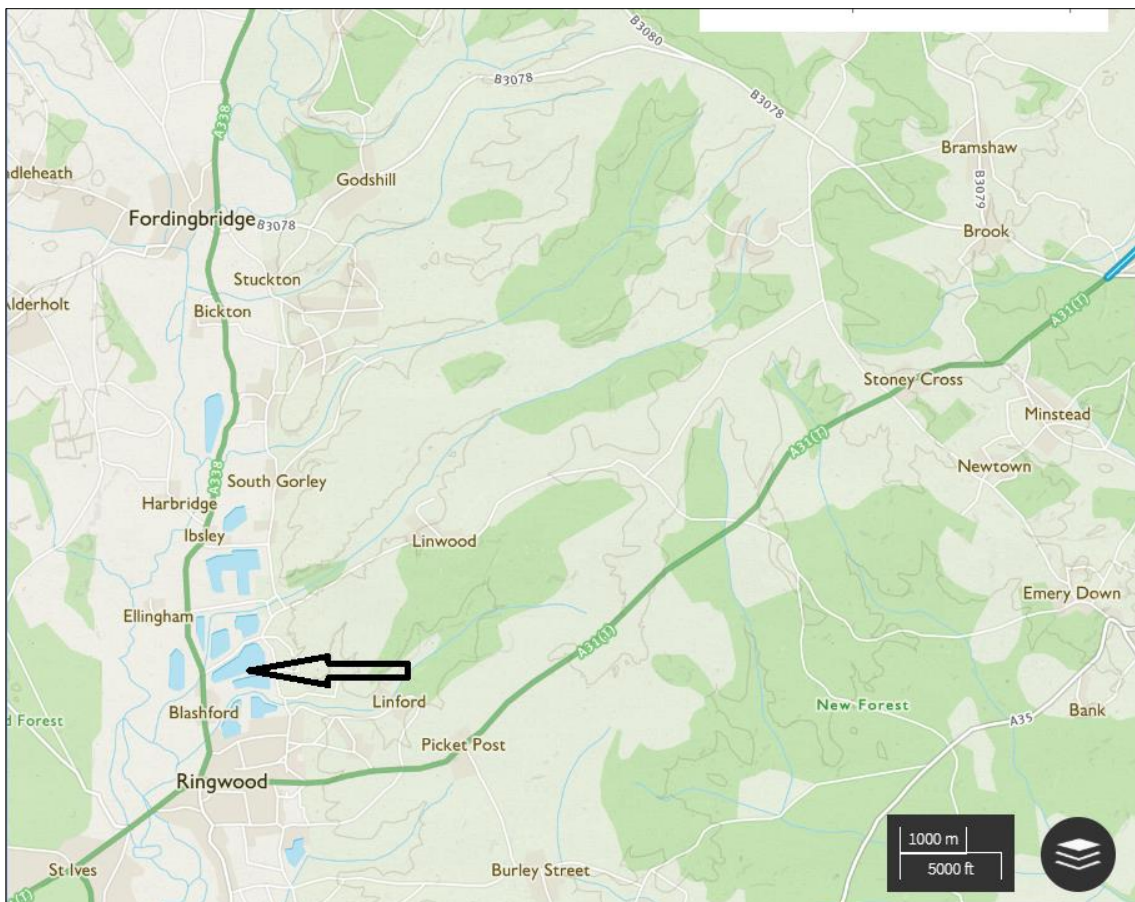 B3080
B3078
B3078
A338
Bramshaw
ndleheath
Godshill
B3079
Fordingbridge
B3078
Brook
Stuckton
Alderholt
Bickton
A31(T)
Stoney Cross
Minstead
A31(T)
Newtown
A338
South Gorley
Harbridge
Ibsley
Linwood
Ellingham
Emery Down
A31(T)
Linford
New Forest
Bank
Blashford
d Forest
A35
Picket Post
Ringwood
1000 m
5000 ft
St Ives
Burley Street
(T)